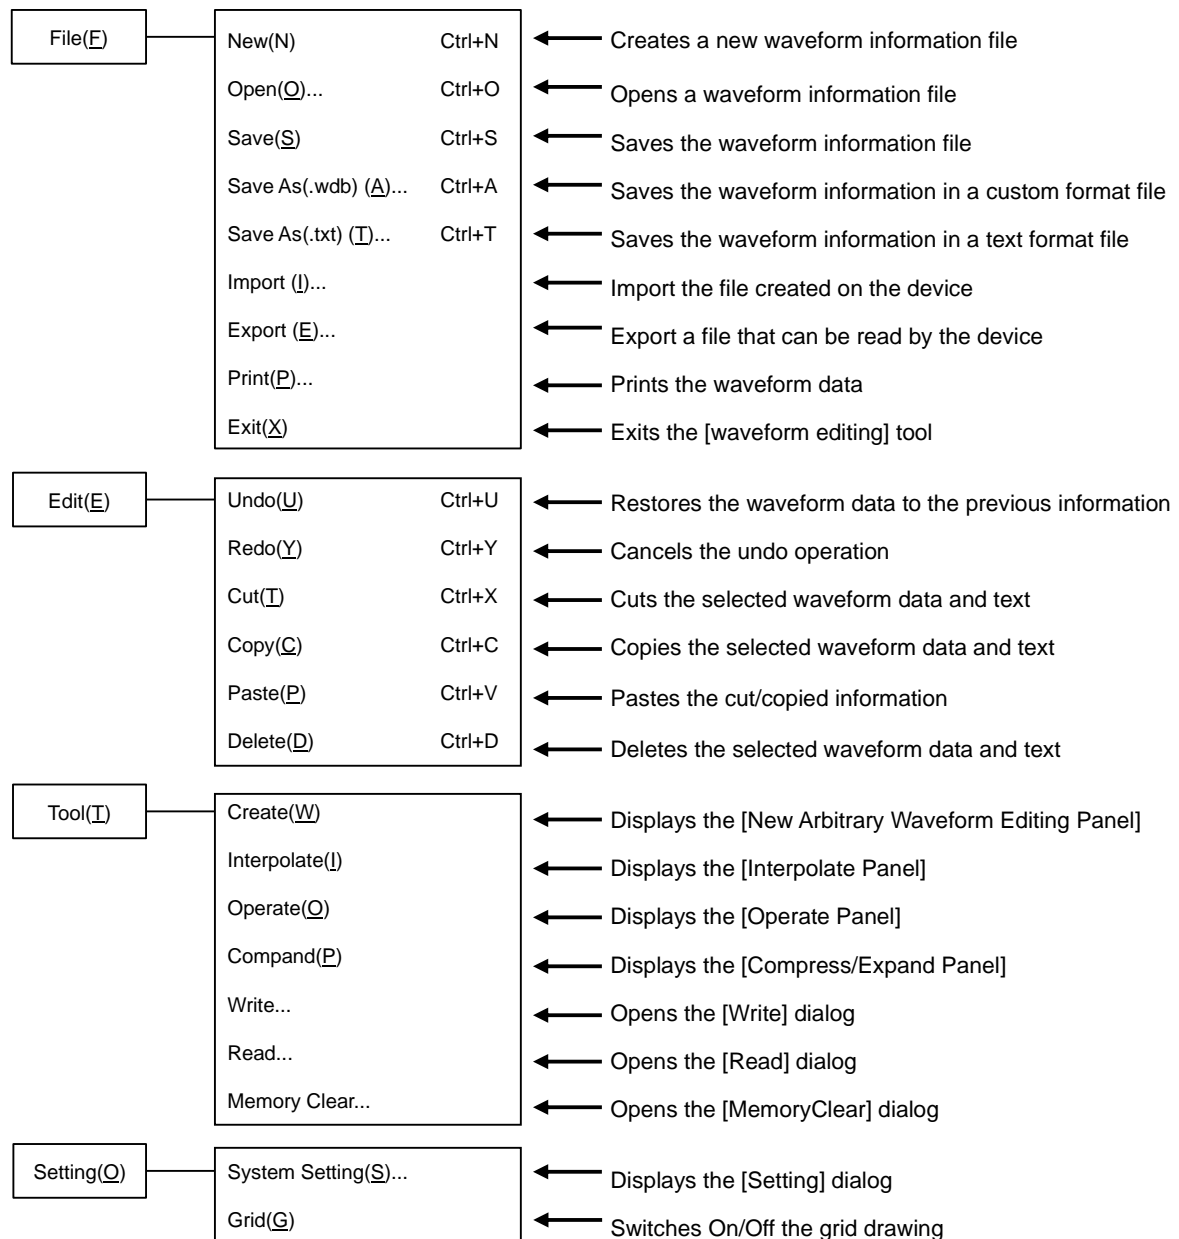 File(F)
New(N) Ctrl+N Creates a new waveform information file
Open(O)... Ctrl+O Opens a waveform information file
Save(S) Ctrl+S Saves the waveform information file
Save As(.wdb) (A)... Ctrl+A Saves the waveform information in a custom format file
Save As(.txt) (T)... Ctrl+T Saves the waveform information in a text format file
Import (I)... Import the file created on the device
Export (E)... Export a file that can be read by the device
Print(P)... Prints the waveform data
Exit(X) Exits the [waveform editing] tool
Edit(E)
Undo(U) Ctrl+U Restores the waveform data to the previous information
Redo(Y) Ctrl+Y Cancels the undo operation
Cut(T) Ctrl+X Cuts the selected waveform data and text
Copy(C) Ctrl+C Copies the selected waveform data and text
Paste(P) Ctrl+V Pastes the cut/copied information
Delete(D) Ctrl+D Deletes the selected waveform data and text
Tool(T)
Create(W) Displays the [New Arbitrary Waveform Editing Panel]
Interpolate(I) Displays the [Interpolate Panel]
Operate(O) Displays the [Operate Panel]
Compand(P) Displays the [Compress/Expand Panel]
Write... Opens the [Write] dialog
Read... Opens the [Read] dialog
Memory Clear... Opens the [MemoryClear] dialog
Setting(O)
System Setting(S)... Displays the [Setting] dialog
Grid(G) Switches On/Off the grid drawing